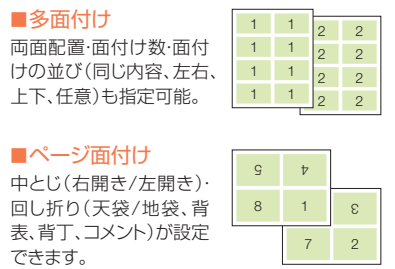 ■多面付け
両面配置・面付け数・面付
けの並び（同じ内容、左右、
上下、任意）も指定可能。
1 1
1 1
1 1
1 1
2 2
2 2
2 2
2 2
■ページ面付け
中とじ（右開き/左開き）・
回し折り（天袋/地袋、背
表、背丁、コメント）が設定
できます。
5 4
8 1
3
7 2